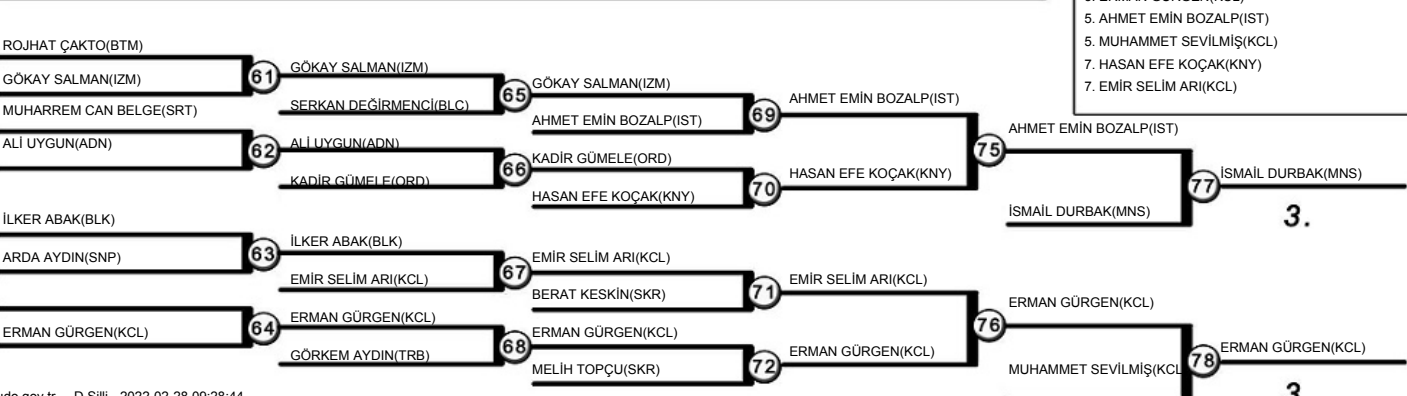 5. AHMET EMİN BOZALP(IST)
5. MUHAMMET SEVİLMİŞ(KCL)
7. HASAN EFE KOÇAK(KNY)
7. EMİR SELİM ARI(KCL)
ROJHAT ÇAKTO(BTM)
GÖKAY SALMAN(IZM)
MUHARREM CAN BELGE(SRT)
ALİ UYGUN(ADN)
İLKER ABAK(BLK)
ARDA AYDIN(SNP)
ERMAN GÜRGEN(KCL)
61
62
63
64
GÖKAY SALMAN(IZM)
SERKAN DEĞİRMENCİ(BLC)
ALİ UYGUN(ADN)
KADİR GÜMELE(ORD)
İLKER ABAK(BLK)
EMİR SELİM ARI(KCL)
ERMAN GÜRGEN(KCL)
GÖRKEM AYDIN(TRB)
65
66
67
68
GÖKAY SALMAN(IZM)
AHMET EMİN BOZALP(IST)
KADİR GÜMELE(ORD)
HASAN EFE KOÇAK(KNY)
EMİR SELİM ARI(KCL)
BERAT KESKİN(SKR)
ERMAN GÜRGEN(KCL)
MELİH TOPÇU(SKR)
69
70
71
72
AHMET EMİN BOZALP(IST)
HASAN EFE KOÇAK(KNY)
EMİR SELİM ARI(KCL)
ERMAN GÜRGEN(KCL)
75
76
AHMET EMİN BOZALP(IST)
İSMAİL DURBAK(MNS)
ERMAN GÜRGEN(KCL)
MUHAMMET SEVİLMİŞ(KCL
77
78
İSMAİL DURBAK(MNS)
3.
ERMAN GÜRGEN(KCL)
3